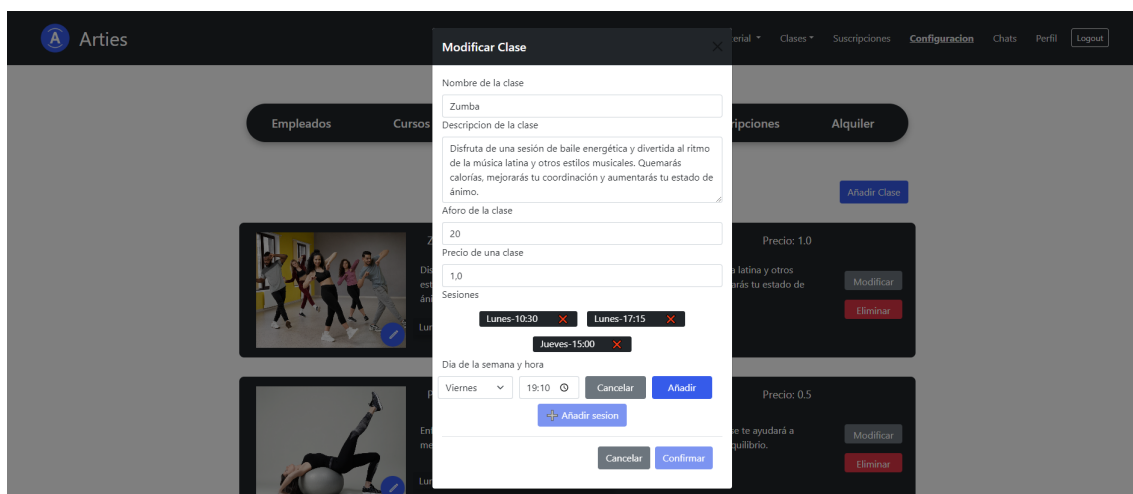 Arties
Modificar Clase
erial
Clases
Suscripciones
Configuracion
Chats
Perfil
Logout
Nombre de la clase
Zumba
Empleados
Cursos
ripciones
Alquiler
Descripcion de la clase
Disfruta de una sesión de baile energética y divertida al ritmo
de la música latina y otros estilos musicales. Quemarás
calorías, mejorarás tu coordinación y aumentarás tu estado de
ánimo.
Añadir Clase
Aforo de la clase
20
Precio de una clase
1,0
Precio: 1.0
a latina y otros
arás tu estado de
Modificar
Eliminar
Sesiones
Lunes-10:30
Lunes-17:15
Jueves-15:00
Dia de la semana y hora
Viernes
19:10
Cancelar
Añadir
Añadir sesion
Precio: 0.5
se te ayudará a
quilibrio.
Modificar
Eliminar
Cancelar
Confirmar